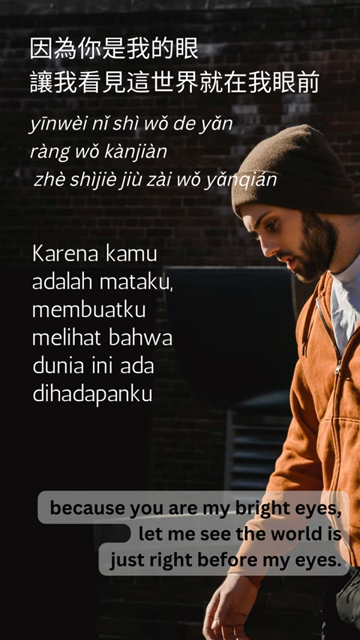 因為你是我的眼
讓我看見這世界就在我眼前
yīnwèi nǐ shì wǒ de yǎn
ràng wǒ kànjiàn
zhè shìjiè jiù zài wǒ yǎnqián
Karena kamu
adalah mataku,
membuatku
melihat bahwa
dunia ini ada
dihadapanku
because you are my bright eyes,
let me see the world is
just right before my eyes.